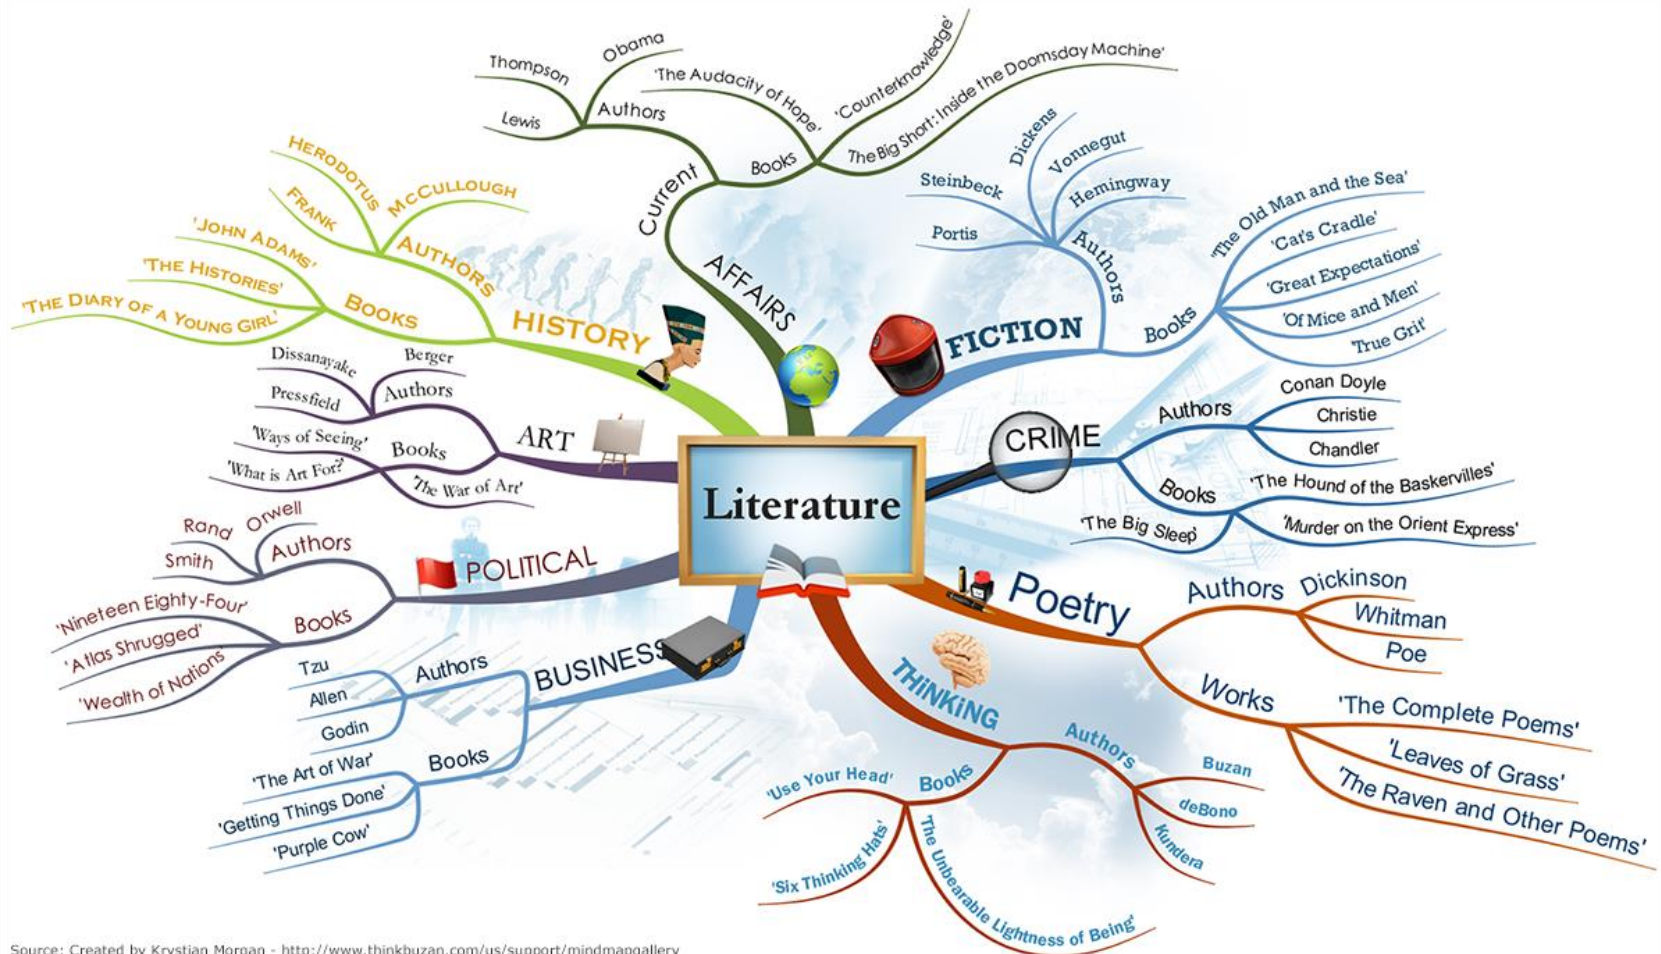 Literature
Current
AFFAIRS
Authors
Thompson
Obama
Lewis
Books
'The Audacity of Hope'
'Counterknowledge'
The Big Short: Inside the Doomsday Machine'
FICTION
Authors
Dickens
Vonnegut
Steinbeck
Hemingway
Portis
Books
'The Old Man and the Sea'
'Cat's Cradle'
'Great Expectations'
'Of Mice and Men'
'True Grit'
CRIME
Authors
Conan Doyle
Christie
Chandler
Books
'The Hound of the Baskervilles'
'The Big Sleep'
'Murder on the Orient Express'
Poetry
Authors
Dickinson
Whitman
Poe
Works
'The Complete Poems'
'Leaves of Grass'
'The Raven and Other Poems'
THiNKiNG
Authors
Buzan
deBono
Kundera
Books
'Use Your Head'
'Six Thinking Hats'
'The Unbearable Lightness of Being'
BUSINESS
Authors
Tzu
Allen
Godin
Books
'The Art of War'
'Getting Things Done'
'Purple Cow'
POLITICAL
Authors
Rand
Orwell
Smith
Books
'Nineteen Eighty-Four'
'Atlas Shrugged'
'Wealth of Nations
ART
Authors
Dissanayake
Berger
Pressfield
Books
'Ways of Seeing'
'What is Art For?'
'The War of Art'
HISTORY
AUTHORS
HERODOTUS
MCCULLOUGH
FRANK
BOOKS
'JOHN ADAMS'
'THE HISTORIES'
'THE DIARY OF A YOUNG GIRL'
Source: Created by Krystian Morgan - http://www.thinkbuzan.com/us/support/mindmapgallery